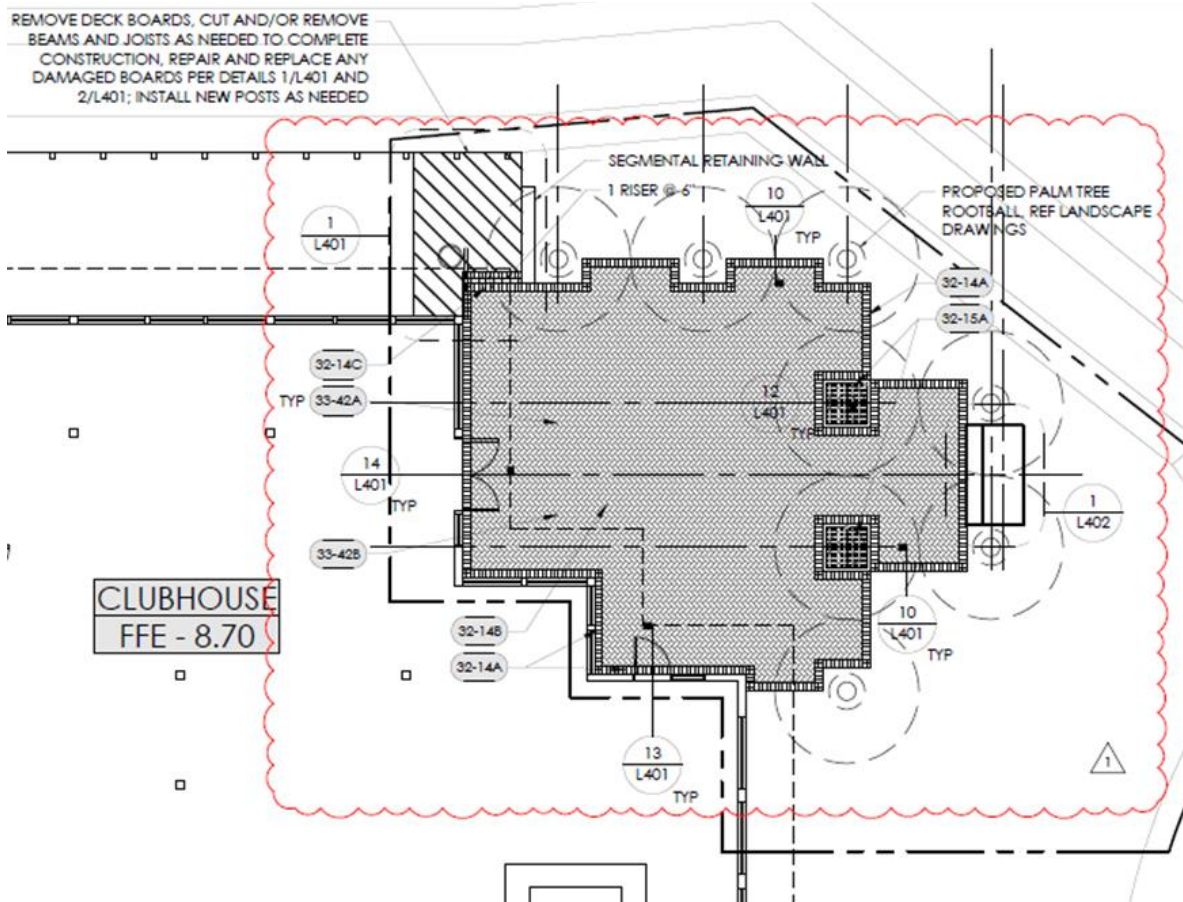 REMOVE DECK BOARDS, CUT AND/OR REMOVE
BEAMS AND JOISTS AS NEEDED TO COMPLETE
CONSTRUCTION, REPAIR AND REPLACE ANY
DAMAGED BOARDS PER DETAILS 1/L401 AND
2/L401; INSTALL NEW POSTS AS NEEDED
SEGMENTAL RETAINING WALL
1 RISER @ 6"
10
L401
TYP
PROPOSED PALM TREE
ROOTBALL, REF LANDSCAPE
DRAWINGS
1
L401
32-14A
32-15A
32-14C
TYP 33-42A
12
L401
TYP
14
L401
TYP
1
L402
33-42B
CLUBHOUSE
FFE - 8.70
32-14B
32-14A
10
L401
TYP
13
L401
TYP
1